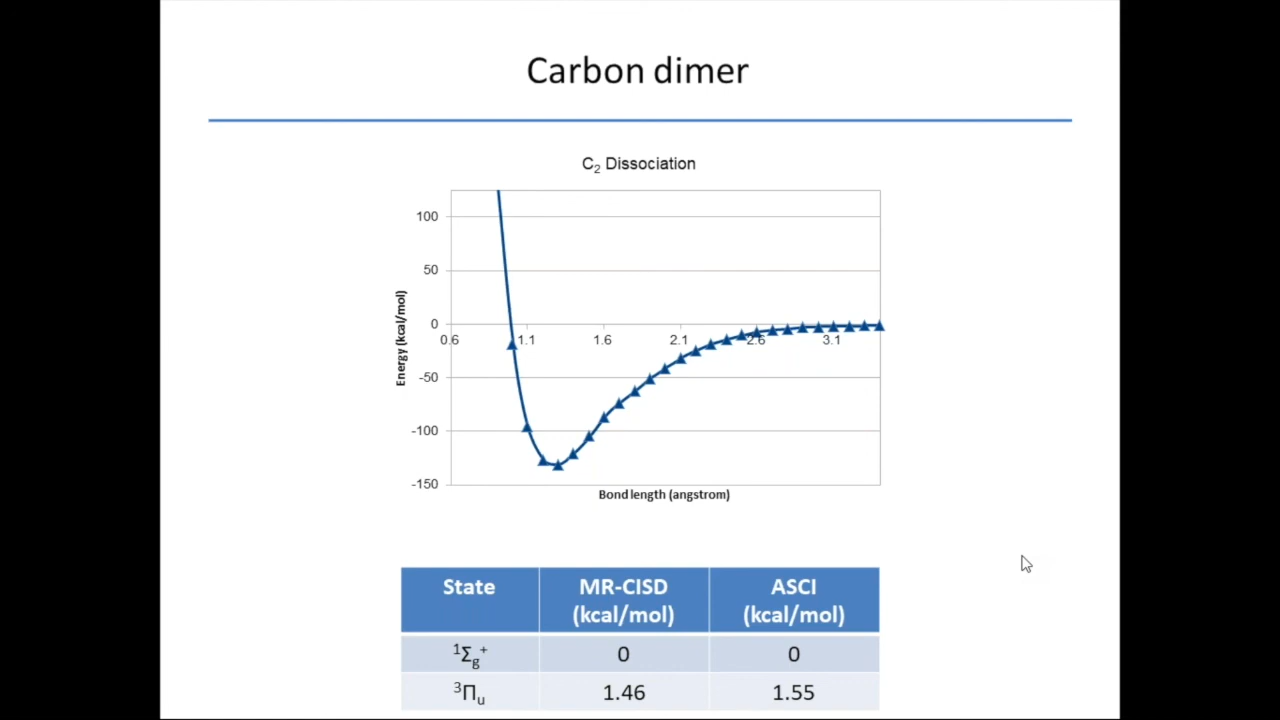 Carbon dimer
C₂ Dissociation
100
50
0
0.6 1.1 1.6 2.1 2.6 3.1
-50
-100
-150
Energy (kcal/mol)
Bond length (angstrom)
State MR-CISD (kcal/mol) ASCI (kcal/mol)
¹Σg⁺ 0 0
³Πu 1.46 1.55